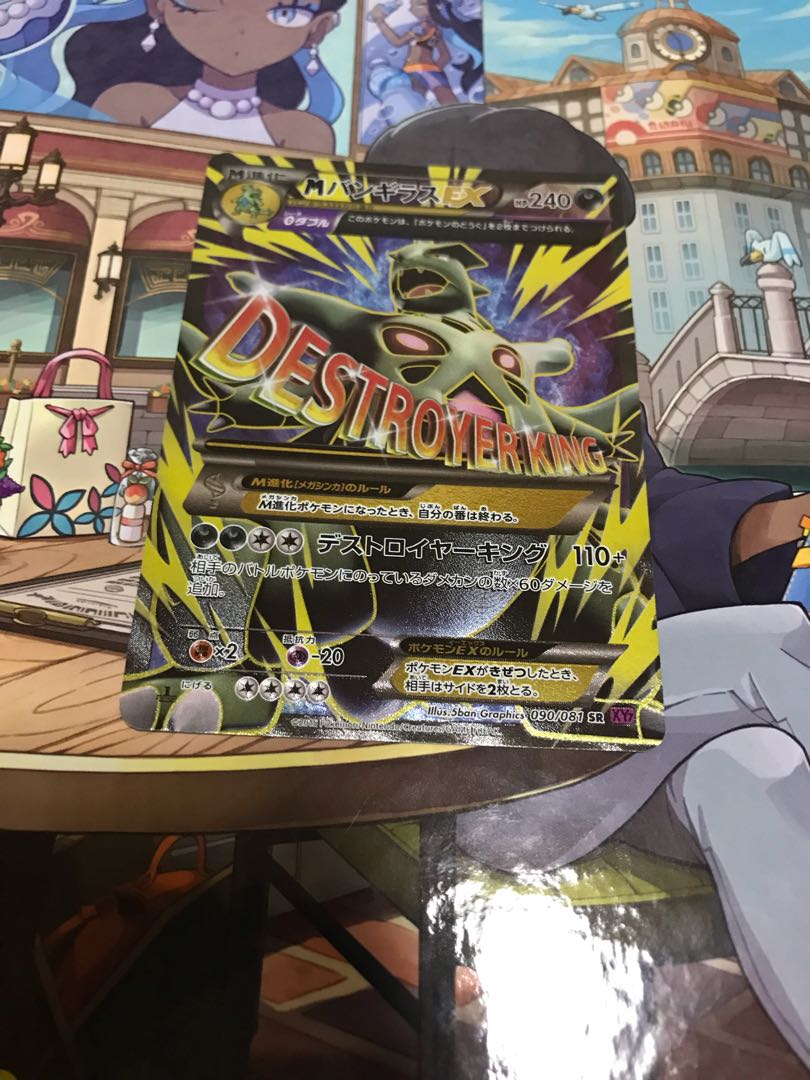 M進化
MバンギラスEX HP240
θダブル このポケモンは、「ポケモンのどうぐ」を2枚までつけられる。
DESTROYER KING
M進化[メガシンカ]のルール
M進化ポケモンになったとき、自分の番は終わる。
デストロイヤーキング 110+
相手のバトルポケモンにのっているダメカンの数×60ダメージを
追加。
弱点 抵抗力
×2 -20
ポケモンEXのルール
ポケモンEXがきぜつしたとき、
相手はサイドを2枚とる。
にげる
Illus. 5ban Graphics 090/081 SR XY7